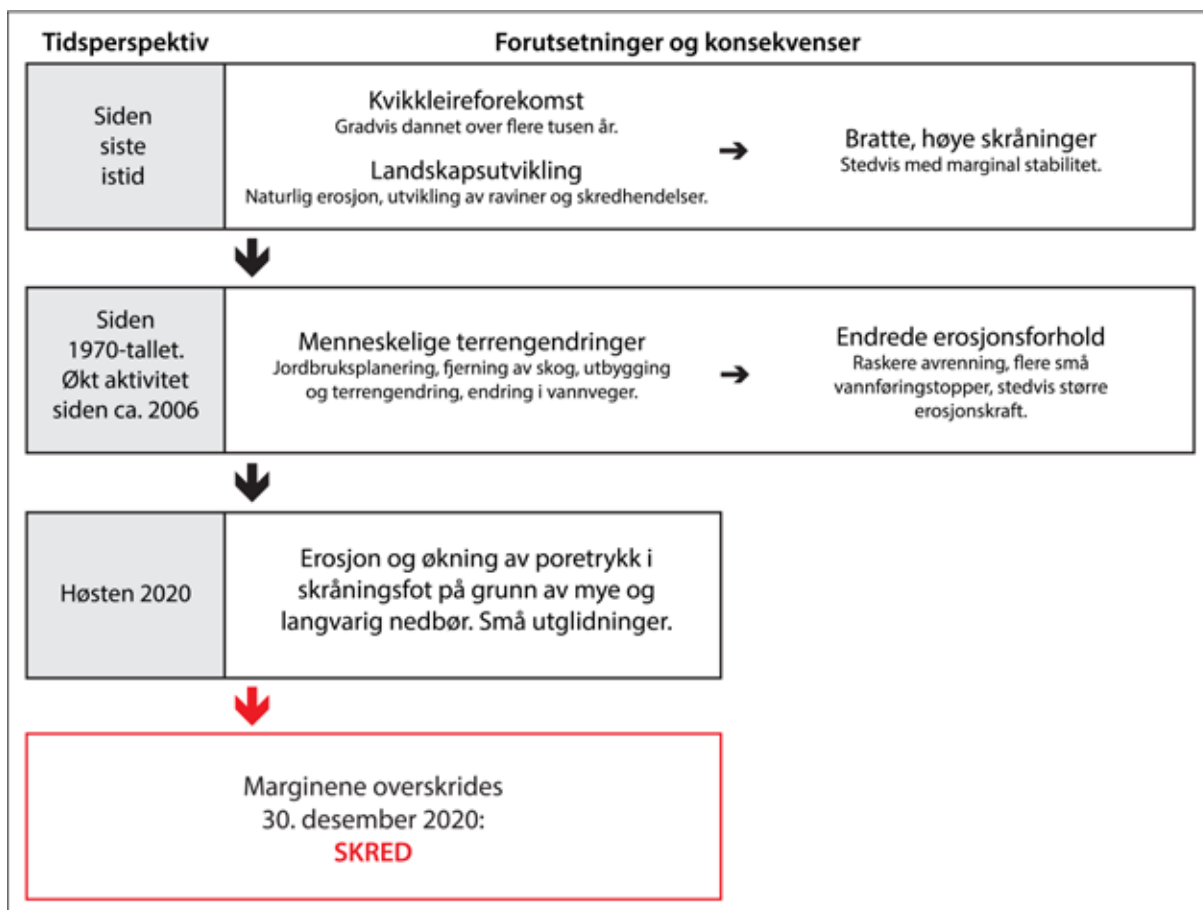 Tidsperspektiv
Forutsetninger og konsekvenser
Siden
siste
istid
Kvikkleireforekomst
Gradvis dannet over flere tusen år.
Landskapsutvikling
Naturlig erosjon, utvikling av raviner og skredhendelser.
➔
Bratte, høye skråninger
Stedvis med marginal stabilitet.
Siden
1970-tallet.
Økt aktivitet
siden ca. 2006
Menneskelige terrengendringer
Jordbruksplanering, fjerning av skog, utbygging
og terrengendring, endring i vannveger.
➔
Endrede erosjonsforhold
Raskere avrenning, flere små
vannføringstopper, stedvis større
erosjonskraft.
Høsten 2020
Erosjon og økning av poretrykk i
skråningsfot på grunn av mye og
langvarig nedbør. Små utglidninger.
Marginene overskrides
30. desember 2020:
SKRED